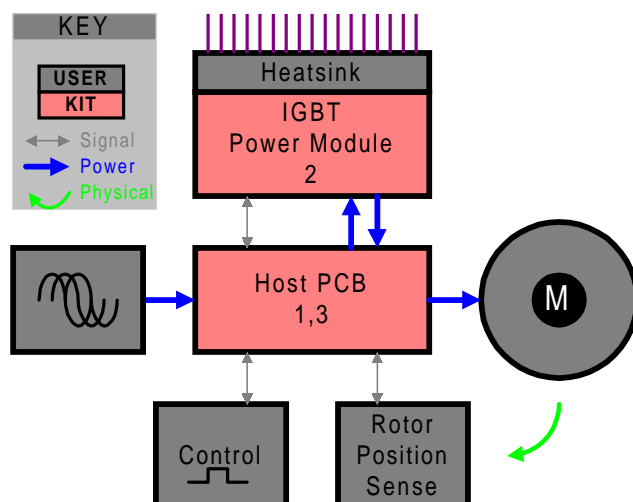 KEY
USER
KIT
Signal
Power
Physical
Heatsink
IGBT
Power Module
2
Host PCB
1,3
M
Control
Rotor
Position
Sense